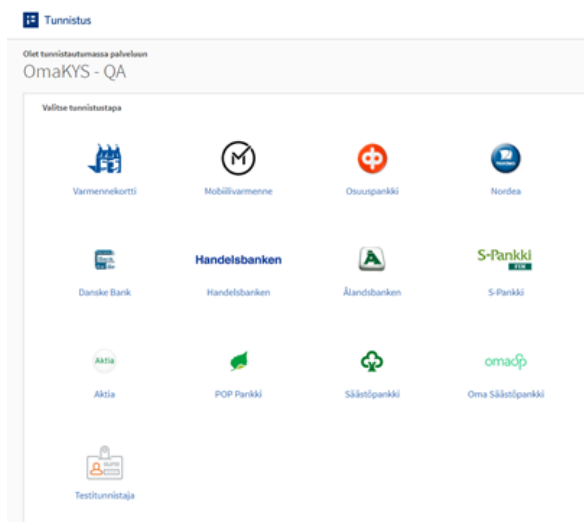 Tunnistus
Olet tunnistautumassa palveluun
OmaKYS - QA
Valitse tunnistustapa
Varmennekortti
Mobiilivarmenne
Osuuspankki
Nordea
Handelsbanken
S-Pankki
Danske Bank
Handelsbanken
Ålandsbanken
S-Pankki
Aktia
omasp
Aktia
POP Pankki
Säästöpankki
Oma Säästöpankki
Testitunnistaja